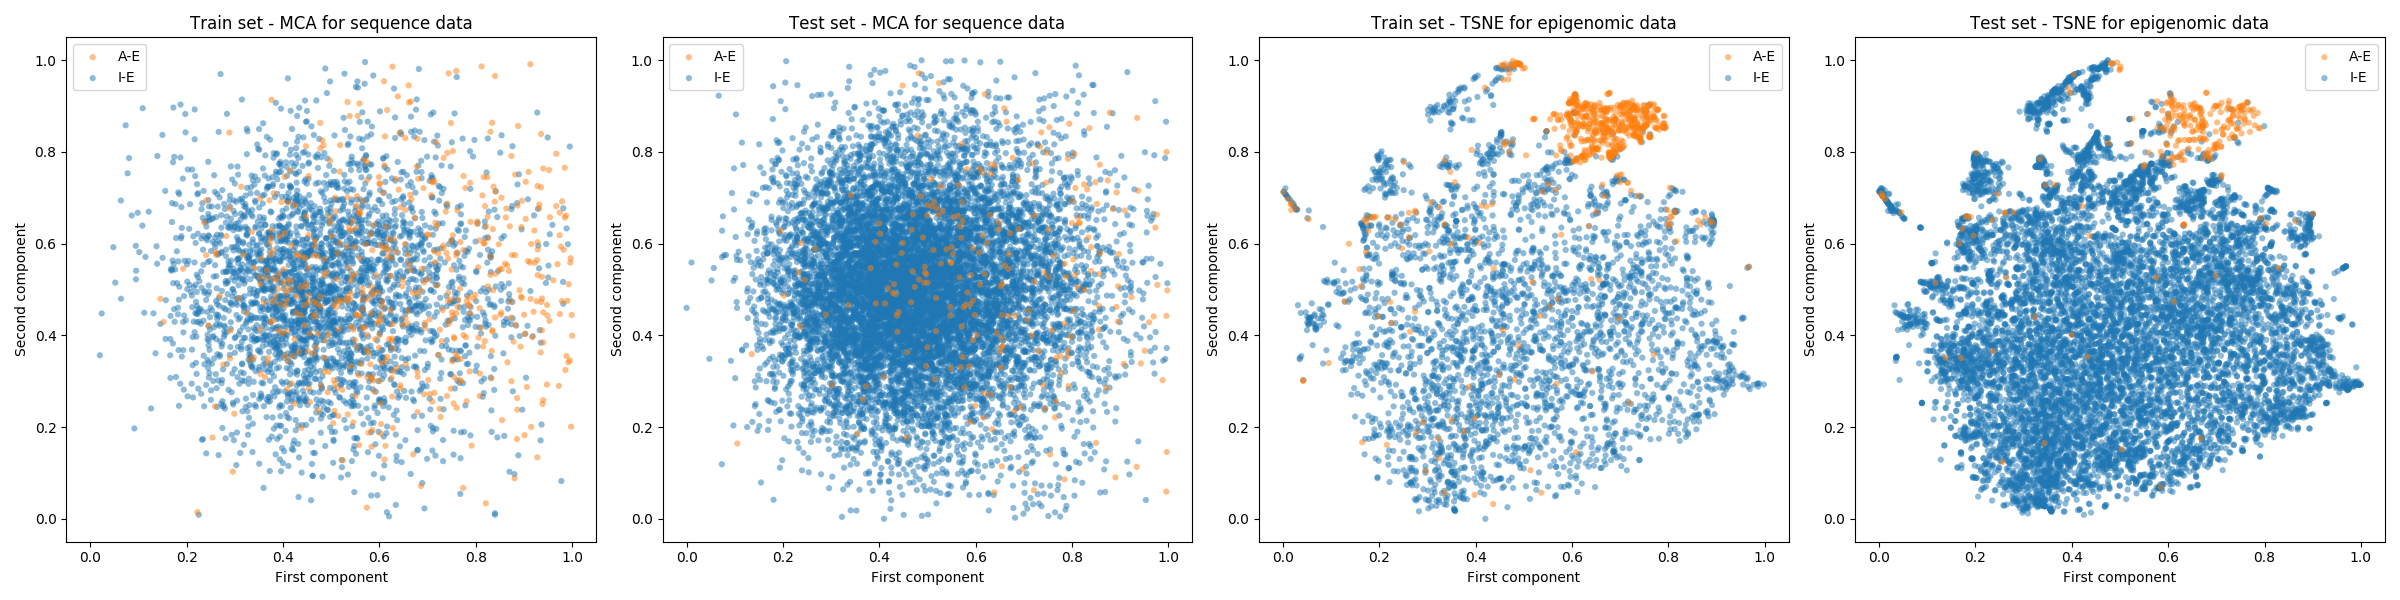 Train set - MCA for sequence data
A-E
I-E
1.0
0.8
0.6
0.4
0.2
0.0
Second component
0.0 0.2 0.4 0.6 0.8 1.0
First component
Test set - MCA for sequence data
A-E
I-E
1.0
0.8
0.6
0.4
0.2
0.0
Second component
0.0 0.2 0.4 0.6 0.8 1.0
First component
Train set - TSNE for epigenomic data
A-E
I-E
1.0
0.8
0.6
0.4
0.2
0.0
Second component
0.0 0.2 0.4 0.6 0.8 1.0
First component
Test set - TSNE for epigenomic data
A-E
I-E
1.0
0.8
0.6
0.4
0.2
0.0
Second component
0.0 0.2 0.4 0.6 0.8 1.0
First component